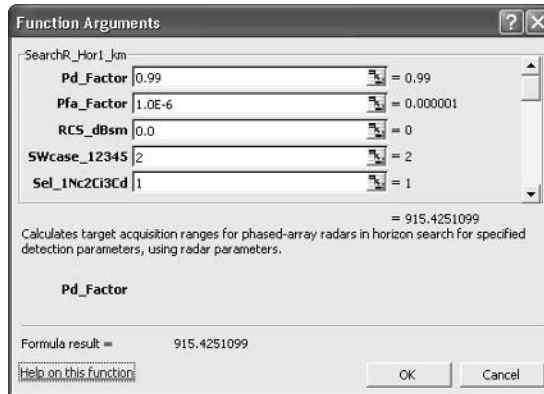 Function Arguments
SearchR_Hor1_km
Pd_Factor 0.99 = 0.99
Pfa_Factor 1.0E-6 = 0.000001
RCS_dBsm 0.0 = 0
SWcase_12345 2 = 2
Sel_1Nc2Ci3Cd 1 = 1
= 915.4251099
Calculates target acquisition ranges for phased-array radars in horizon search for specified
detection parameters, using radar parameters.
Pd_Factor
Formula result = 915.4251099
Help on this function OK Cancel